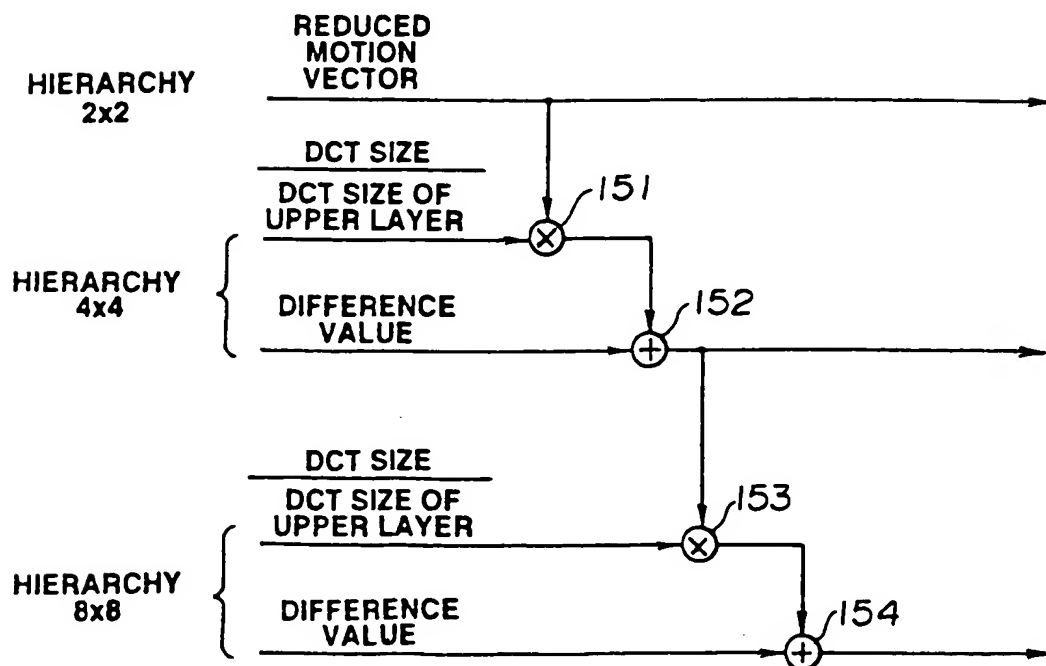 REDUCED
MOTION
VECTOR
HIERARCHY
2x2
DCT SIZE
DCT SIZE OF
UPPER LAYER
151
HIERARCHY
4x4
DIFFERENCE
VALUE
152
DCT SIZE
DCT SIZE OF
UPPER LAYER
153
HIERARCHY
8x8
DIFFERENCE
VALUE
154